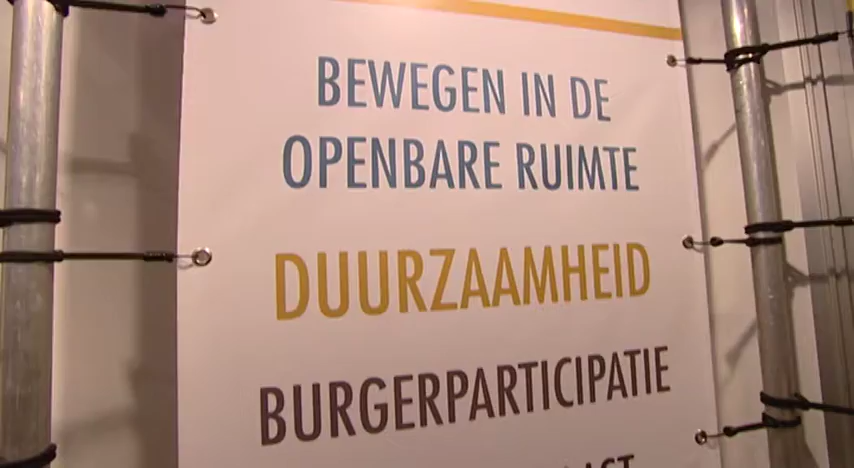 BEWEGEN IN DE
OPENBARE RUIMTE
DUURZAAMHEID
BURGERPARTICIPATIE